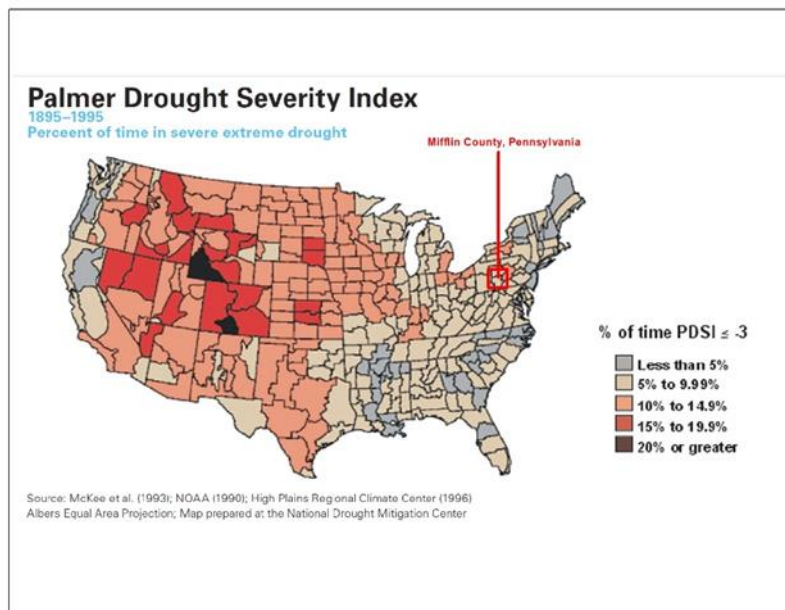 Palmer Drought Severity Index
1895–1995
Perceent of time in severe extreme drought
Mifflin County, Pennsylvania
% of time PDSI ≤ -3
Less than 5%
5% to 9.99%
10% to 14.9%
15% to 19.9%
20% or greater
Source: McKee et al. (1993); NOAA (1990); High Plains Regional Climate Center (1996)
Albers Equal Area Projection; Map prepared at the National Drought Mitigation Center